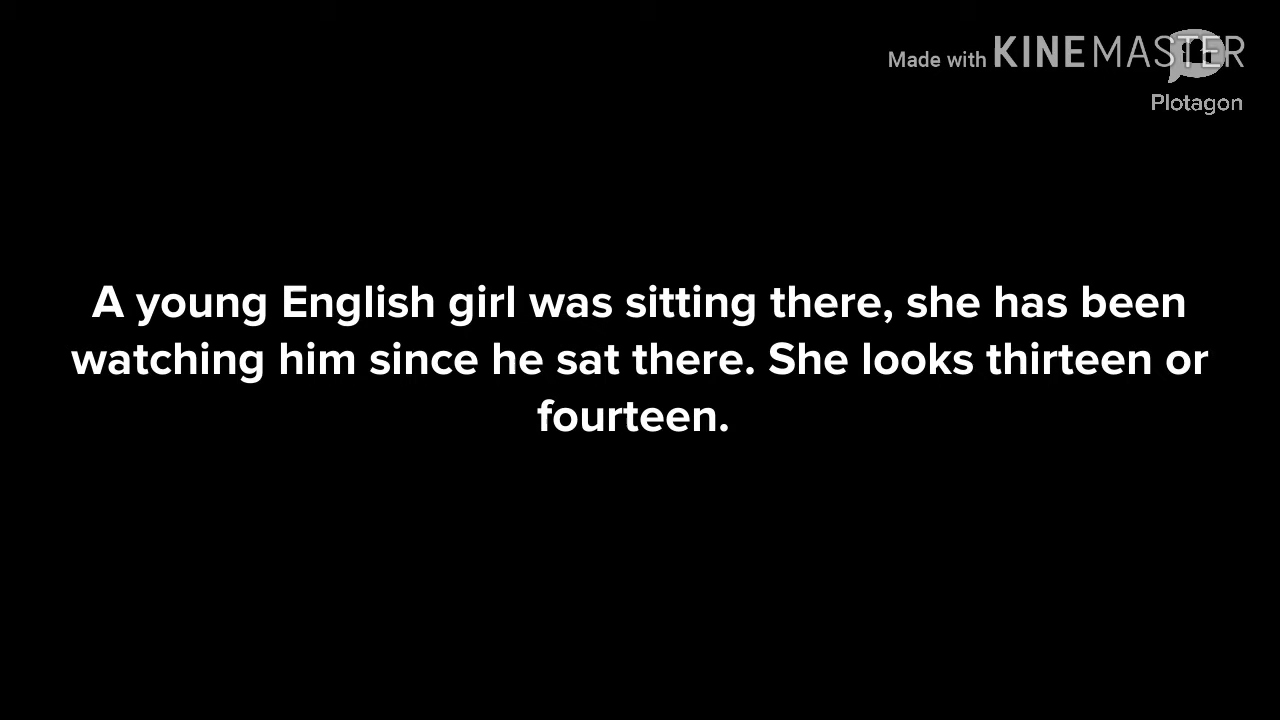 Made with KINEMASTER
Plotagon
A young English girl was sitting there, she has been
watching him since he sat there. She looks thirteen or
fourteen.